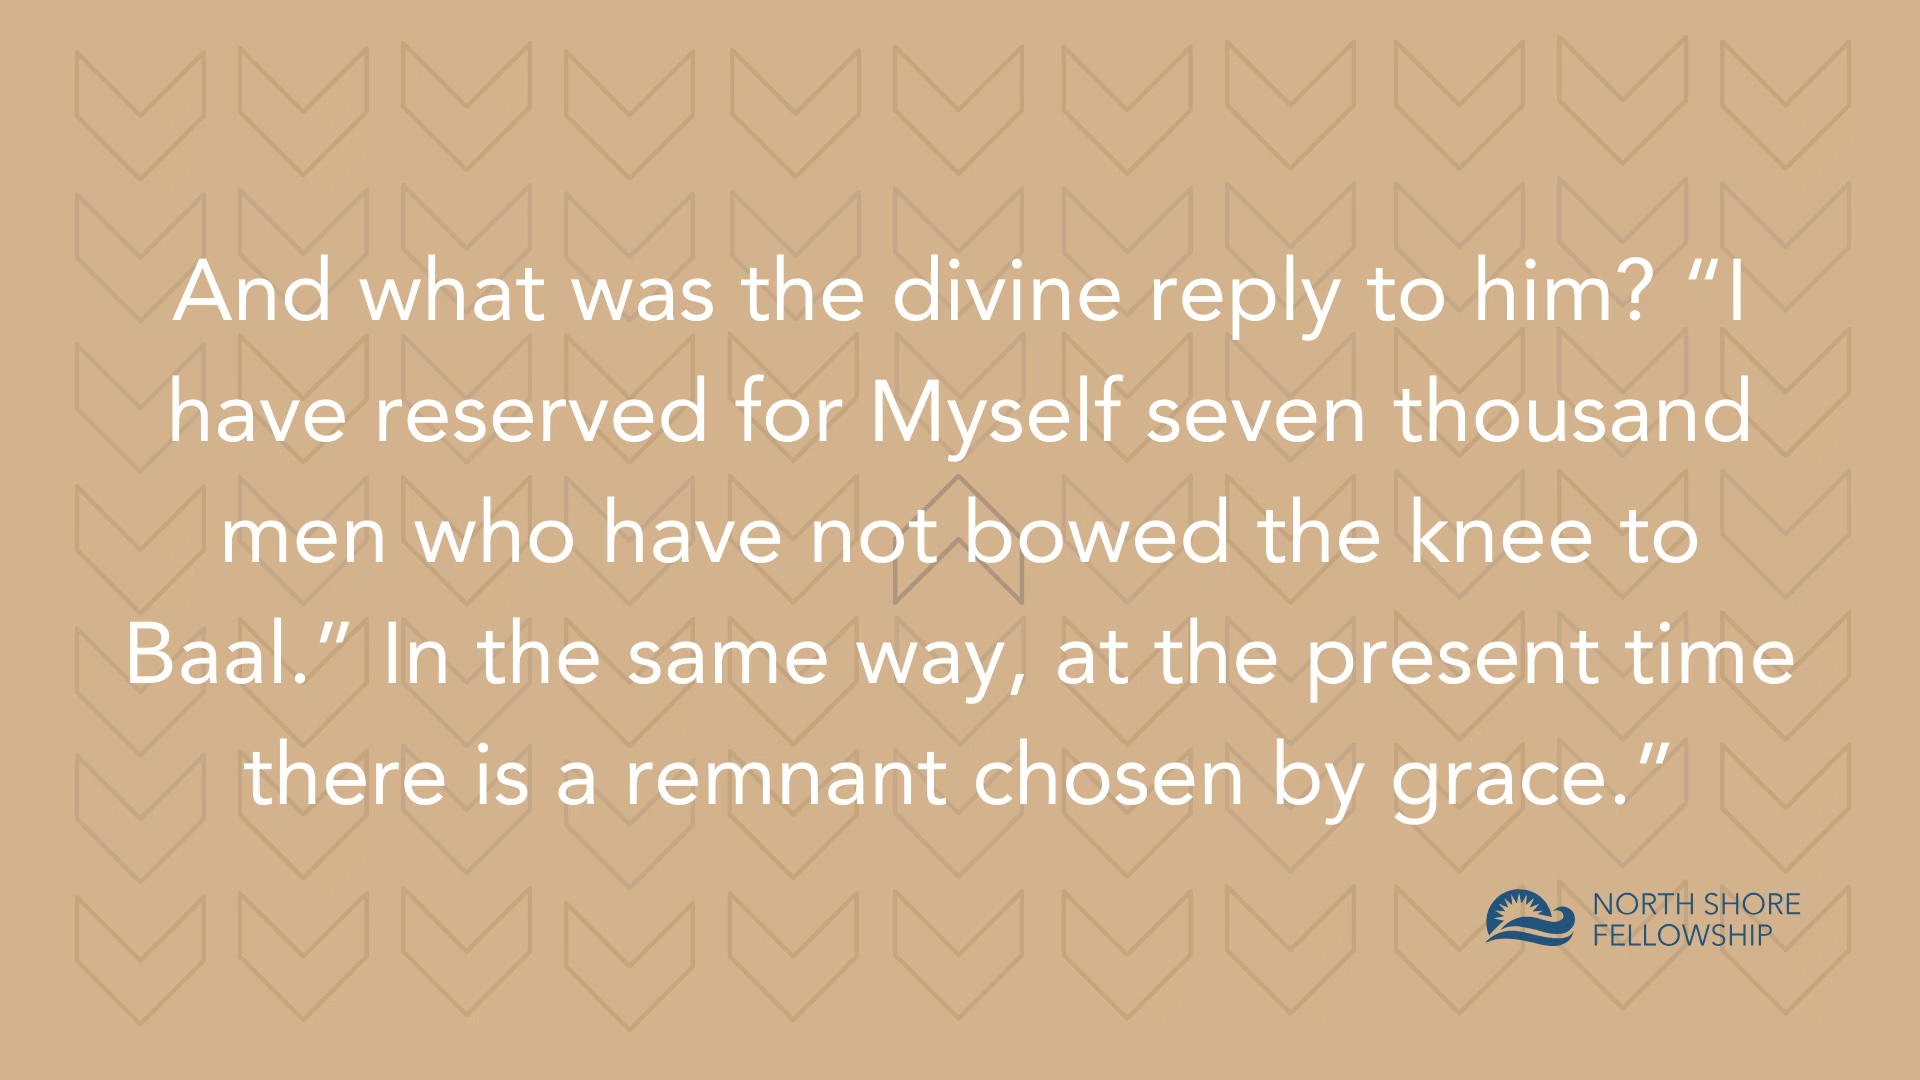 And what was the divine reply to him? “I
have reserved for Myself seven thousand
men who have not bowed the knee to
Baal.” In the same way, at the present time
there is a remnant chosen by grace.”
NORTH SHORE
FELLOWSHIP